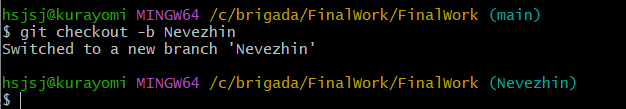 hsjsj@kurayomi MINGW64 /c/brigada/FinalWork/FinalWork (main)
$ git checkout -b Nevezhin
Switched to a new branch 'Nevezhin'
hsjsj@kurayomi MINGW64 /c/brigada/FinalWork/FinalWork (Nevezhin)
$